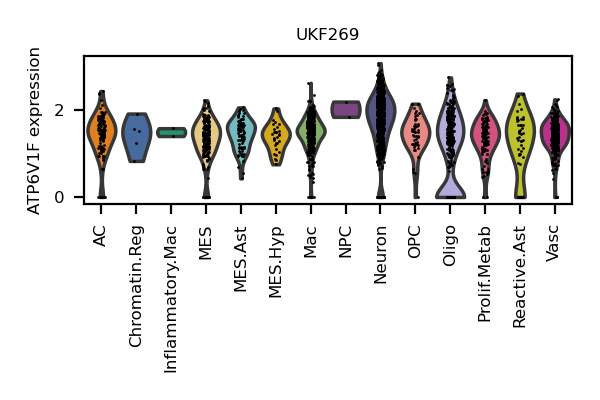 UKF269
ATP6V1F expression
2
0
AC
Chromatin.Reg
Inflammatory.Mac
MES
MES.Ast
MES.Hyp
Mac
NPC
Neuron
OPC
Oligo
Prolif.Metab
Reactive.Ast
Vasc